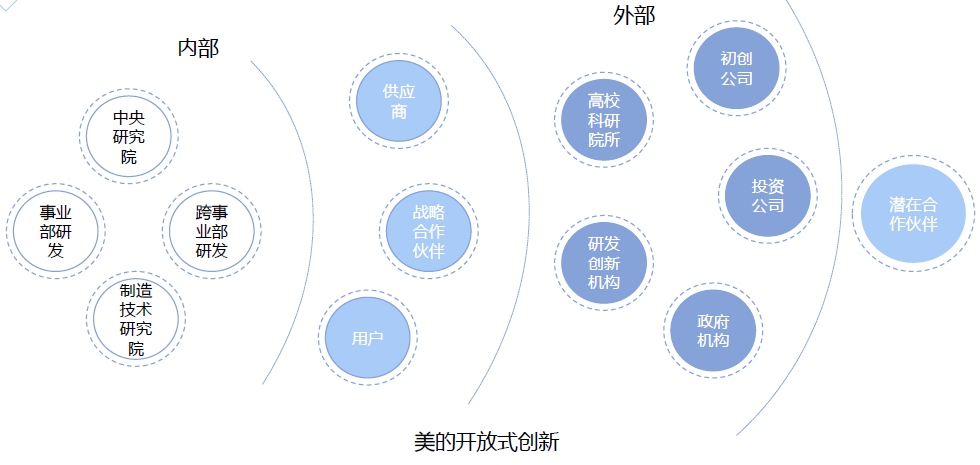 内部
外部
中央
研究
院
事业
部研
发
跨事
业部
研发
制造
技术
研究
院
供应
商
战略
合作
伙伴
用户
高校
科研
院所
初创
公司
投资
公司
研发
创新
机构
政府
机构
潜在合
作伙伴
美的开放式创新